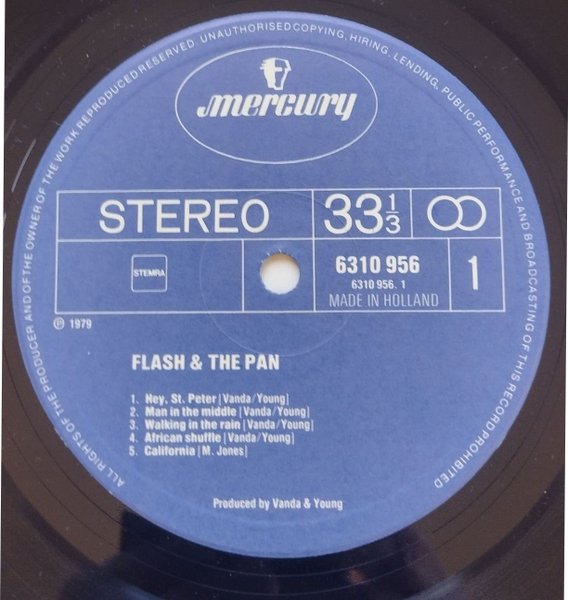 ALL RIGHTS OF THE PRODUCER AND OF THE OWNER OF THE WORK REPRODUCED RESERVED. UNAUTHORISED COPYING, HIRING, LENDING, PUBLIC PERFORMANCE AND BROADCASTING OF THIS RECORD PROHIBITED
mercury
STEREO 33 1/3
STEMRA
6310 956
6310 956. 1
MADE IN HOLLAND
1
℗ 1979
FLASH & THE PAN
1. Hey, St. Peter [Vanda/Young]
2. Man in the middle [Vanda/Young]
3. Walking in the rain [Vanda/Young]
4. African shuffle [Vanda/Young]
5. California [M. Jones]
Produced by Vanda & Young